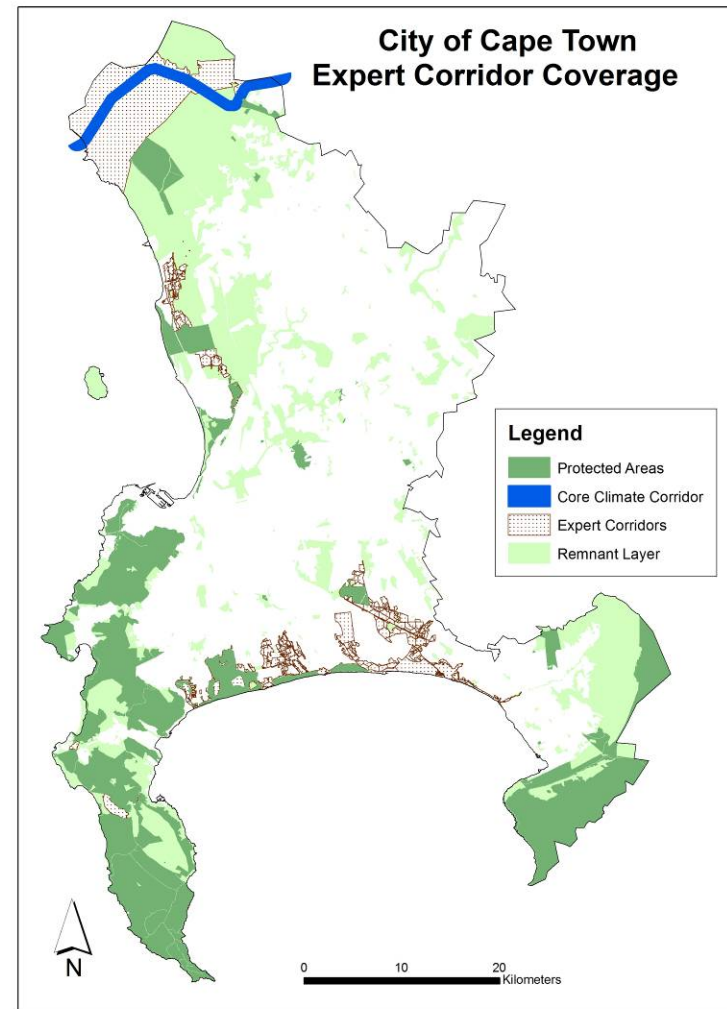 City of Cape Town
Expert Corridor Coverage
Legend
Protected Areas
Core Climate Corridor
Expert Corridors
Remnant Layer
N
0 10 20
Kilometers